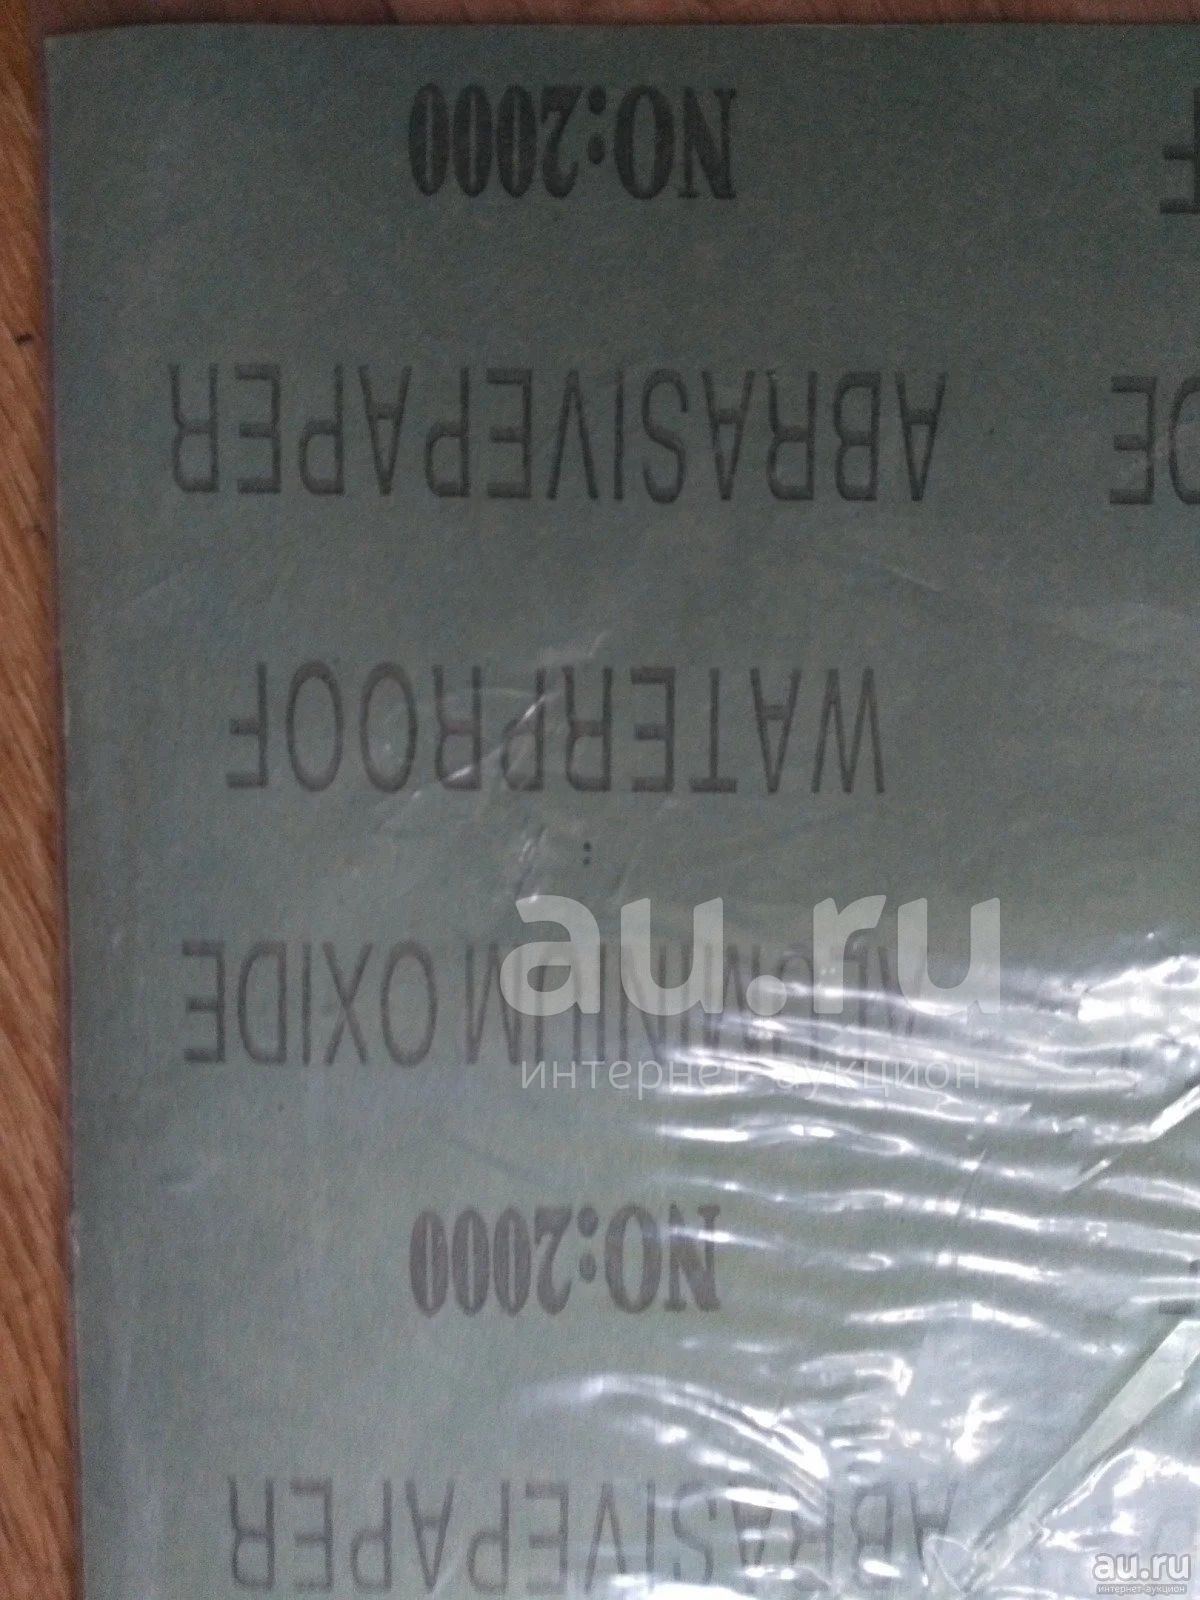 ABRASIVEPAPER
NO:2000
ALUMINIUM OXIDE
WATERPROOF
ABRASIVEPAPER
NO:2000
au.ru
интернет-аукцион
au.ru
интернет-аукцион